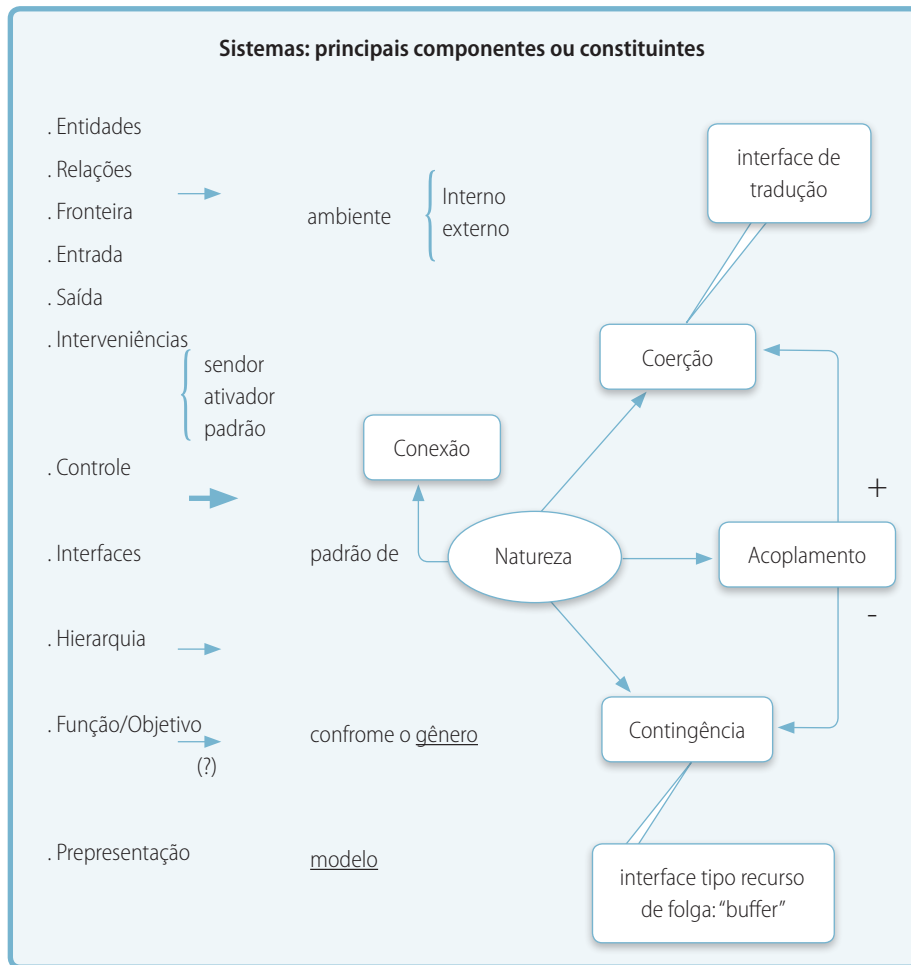 Sistemas: principais componentes ou constituintes
. Entidades
. Relações
. Fronteira
. Entrada
. Saída
. Interveniências
sendor
ativador
padrão
. Controle
. Interfaces
. Hierarquia
. Função/Objetivo
(?)
. Prepresentação
ambiente
Interno
externo
padrão de
confrome o gênero
modelo
interface de
tradução
Coerção
Conexão
Natureza
+
Acoplamento
-
Contingência
interface tipo recurso
de folga: “buffer”